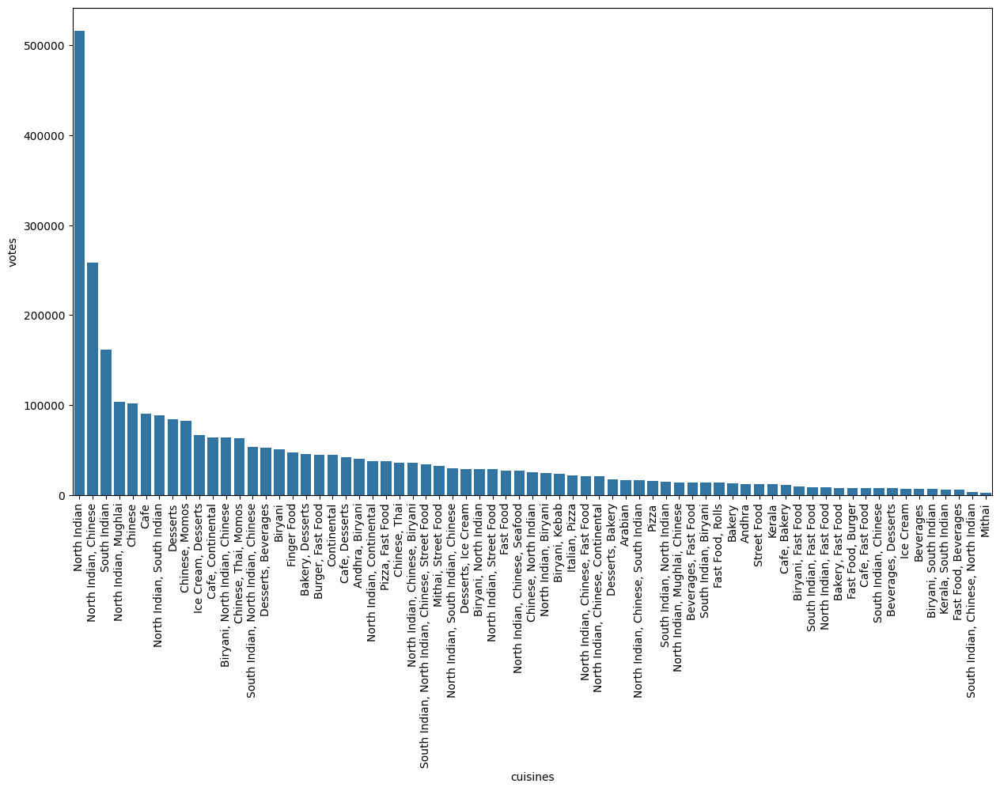 500000
400000
300000
200000
100000
0
votes
North Indian
North Indian, Chinese
South Indian
North Indian, Mughlai
Chinese
Cafe
North Indian, South Indian
Desserts
Chinese, Momos
Ice Cream, Desserts
Cafe, Continental
Biryani, North Indian, Chinese
Chinese, Thai, Momos
South Indian, North Indian, Chinese
Desserts, Beverages
Biryani
Finger Food
Bakery, Desserts
Burger, Fast Food
Continental
Cafe, Desserts
Andhra, Biryani
North Indian, Continental
Pizza, Fast Food
Chinese, Thai
North Indian, Chinese, Biryani
South Indian, North Indian, Chinese, Street Food
Mithai, Street Food
North Indian, South Indian, Chinese
Desserts, Ice Cream
Biryani, North Indian
North Indian, Street Food
Fast Food
North Indian, Chinese, Seafood
Chinese, North Indian
North Indian, Biryani
Biryani, Kebab
Italian, Pizza
North Indian, Chinese, Fast Food
North Indian, Chinese, Continental
Desserts, Bakery
Arabian
North Indian, Chinese, South Indian
Pizza
South Indian, North Indian
North Indian, Mughlai, Chinese
Beverages, Fast Food
South Indian, Biryani
Fast Food, Rolls
Bakery
Andhra
Street Food
Kerala
Cafe, Bakery
Biryani, Fast Food
South Indian, Fast Food
North Indian, Fast Food
Bakery, Fast Food
Fast Food, Burger
Cafe, Fast Food
South Indian, Chinese
Beverages, Desserts
Ice Cream
Beverages
Biryani, South Indian
Kerala, South Indian
Fast Food, Beverages
South Indian, Chinese, North Indian
Mithai
cuisines